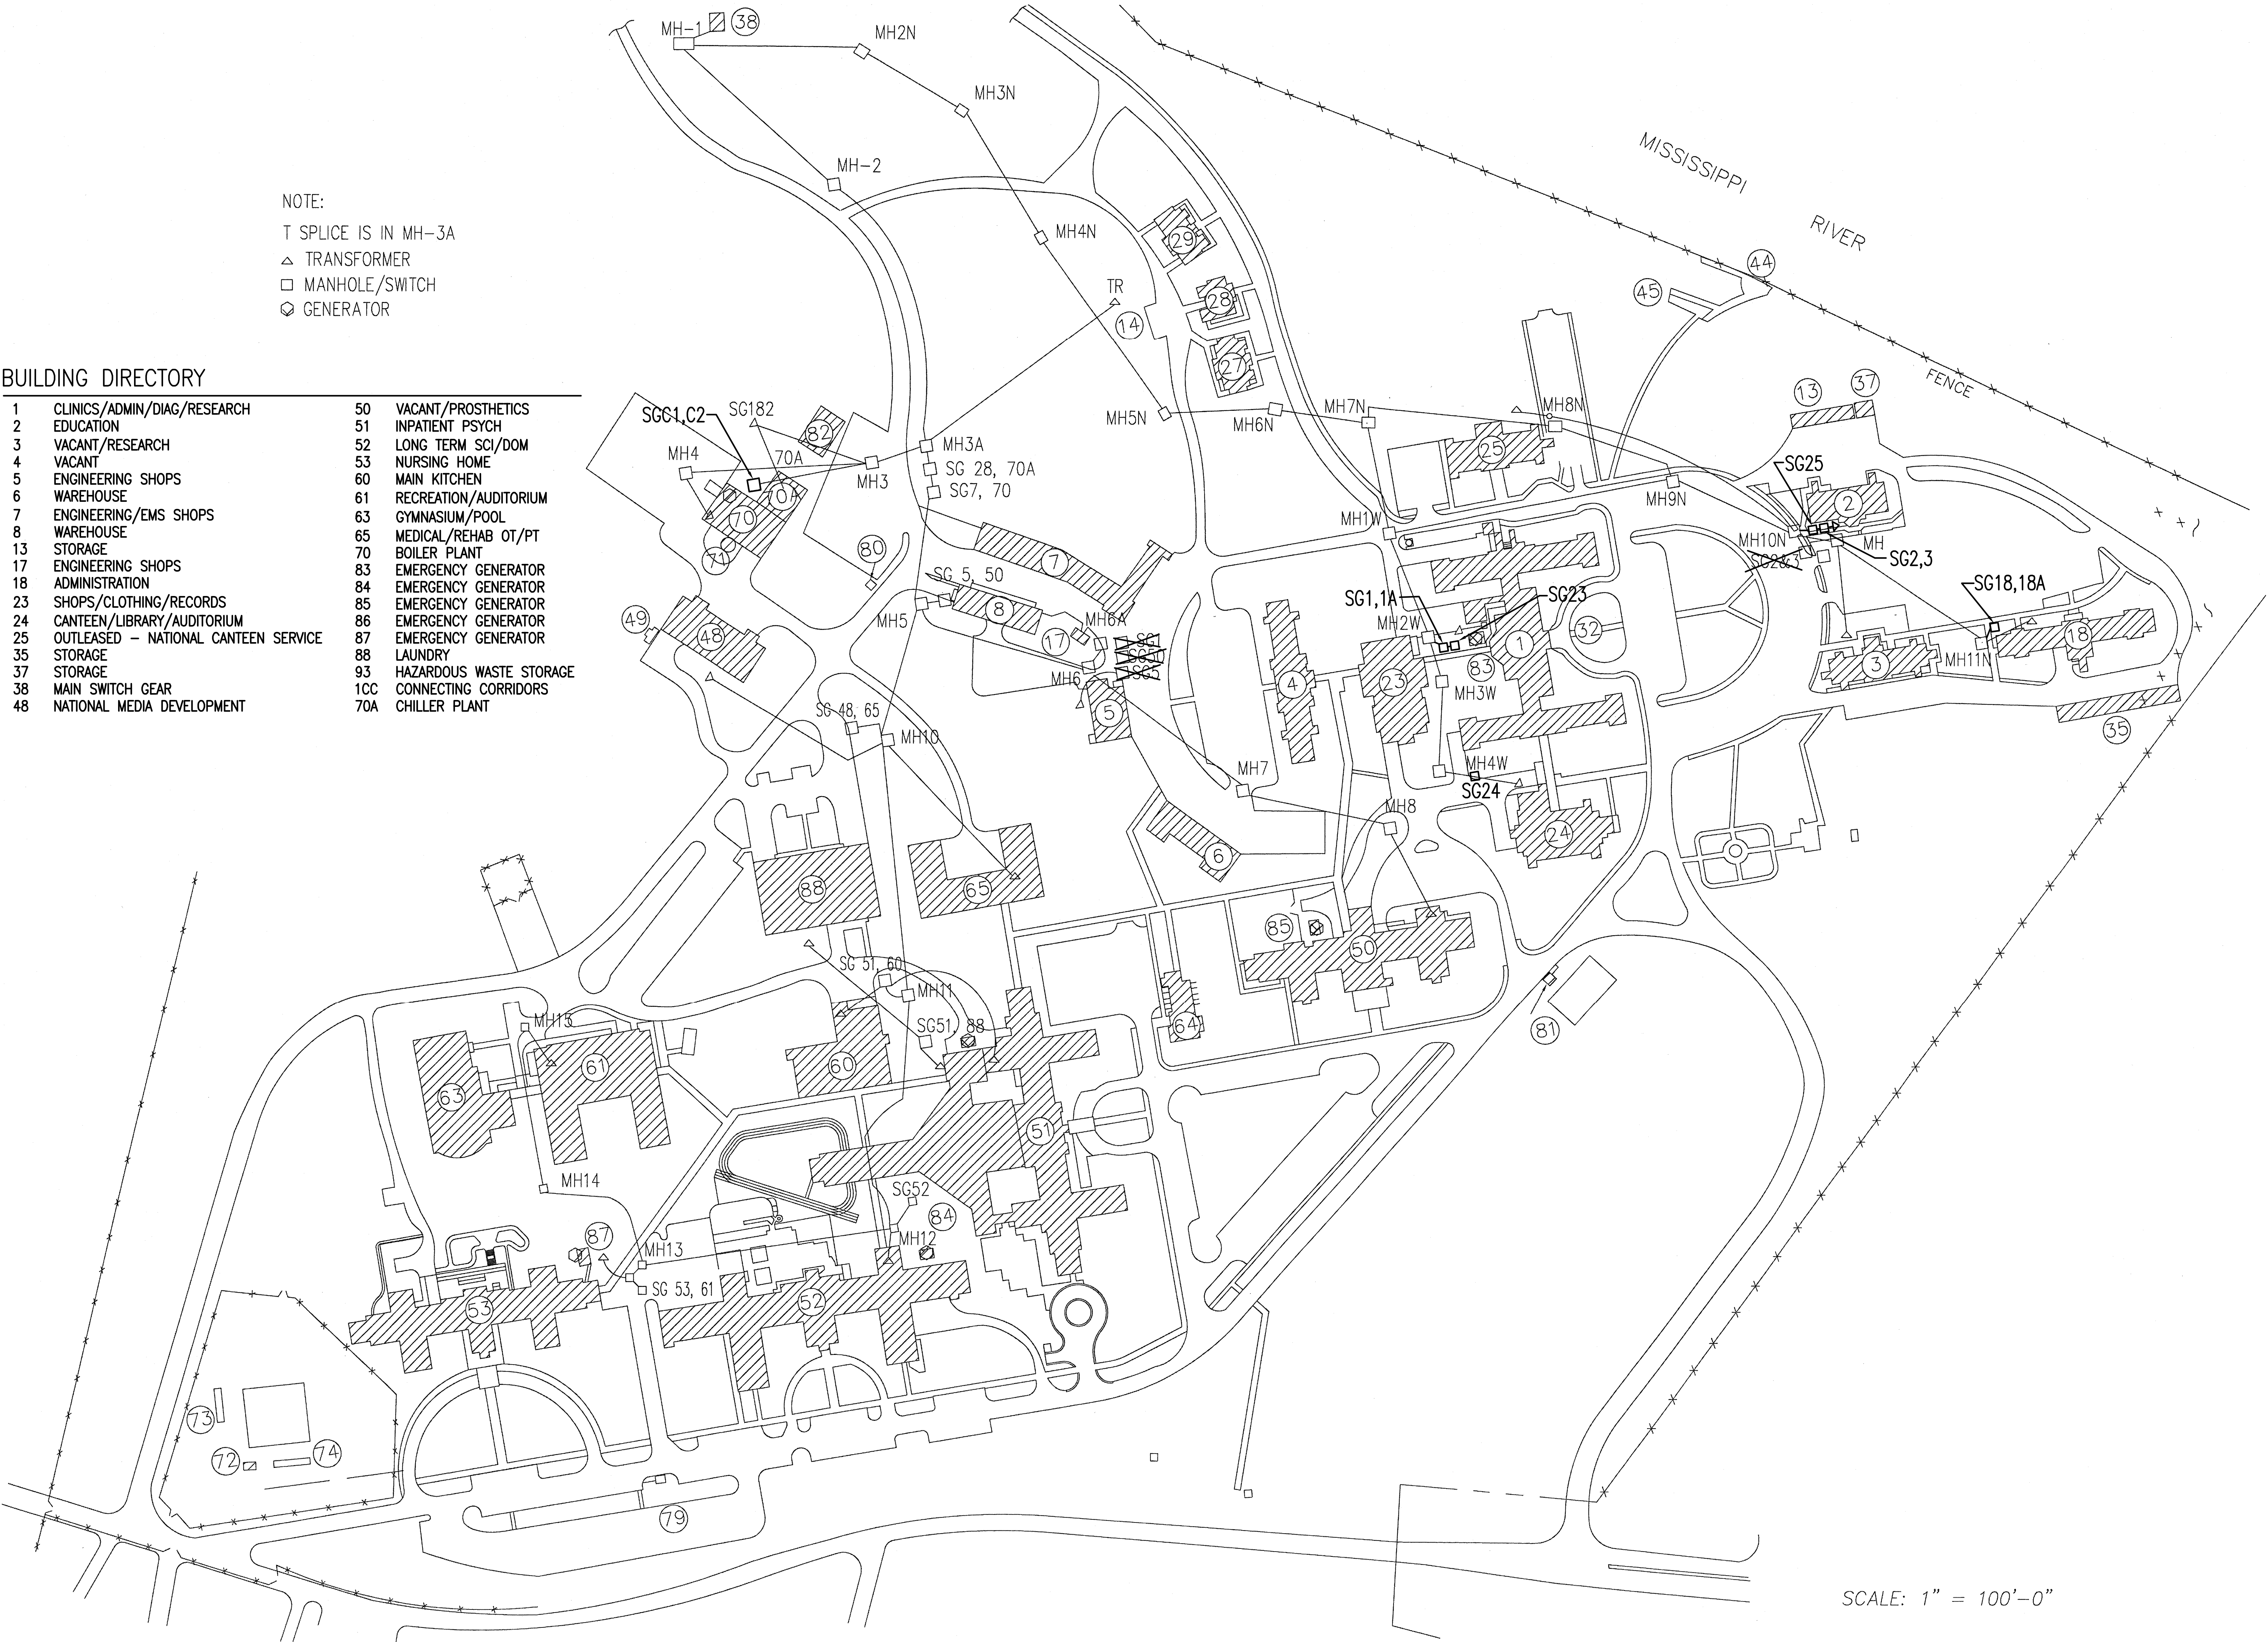 MH-1
38
MH2N
MH3N
MISSISSIPPI
RIVER
MH-2
NOTE:
T SPLICE IS IN MH-3A
TRANSFORMER
MANHOLE/SWITCH
GENERATOR
MH4N
29
44
45
TR
28
14
27
FENCE
BUILDING DIRECTORY
1 CLINICS/ADMIN/DIAG/RESEARCH
2 EDUCATION
3 VACANT/RESEARCH
4 VACANT
5 ENGINEERING SHOPS
6 WAREHOUSE
7 ENGINEERING/EMS SHOPS
8 WAREHOUSE
13 STORAGE
17 ENGINEERING SHOPS
18 ADMINISTRATION
23 SHOPS/CLOTHING/RECORDS
24 CANTEEN/LIBRARY/AUDITORIUM
25 OUTLEASED - NATIONAL CANTEEN SERVICE
35 STORAGE
37 STORAGE
38 MAIN SWITCH GEAR
48 NATIONAL MEDIA DEVELOPMENT
50 VACANT/PROSTHETICS
51 INPATIENT PSYCH
52 LONG TERM SCI/DOM
53 NURSING HOME
60 MAIN KITCHEN
61 RECREATION/AUDITORIUM
63 GYMNASIUM/POOL
65 MEDICAL/REHAB OT/PT
70 BOILER PLANT
83 EMERGENCY GENERATOR
84 EMERGENCY GENERATOR
85 EMERGENCY GENERATOR
86 EMERGENCY GENERATOR
87 EMERGENCY GENERATOR
88 LAUNDRY
93 HAZARDOUS WASTE STORAGE
1CC CONNECTING CORRIDORS
70A CHILLER PLANT
SGC1,C2
SG182
82
MH4
70A
MH3
MH3A
SG 28, 70A
SG7, 70
70A
70
71
80
MH5N
MH6N
MH7N
MH8N
25
13
37
SG25
2
MH9N
MH1W
MH10N
MH
SG2&3
SG2,3
SG18,18A
7
SG 5, 50
8
MH5
MH6A
17
SG1
SG50
SG5
MH6
5
49
48
SG1,1A
SG23
MH2W
1
83
32
4
23
MH3W
3
MH11N
18
35
SG 48, 65
MH10
MH7
MH4W
SG24
MH8
24
6
88
65
85
50
SG 51, 60
MH11
SG51, 88
64
81
MH15
61
63
60
51
MH14
SG52
84
MH12
87
MH13
SG 53, 61
53
52
73
72
74
79
SCALE: 1" = 100'-0"